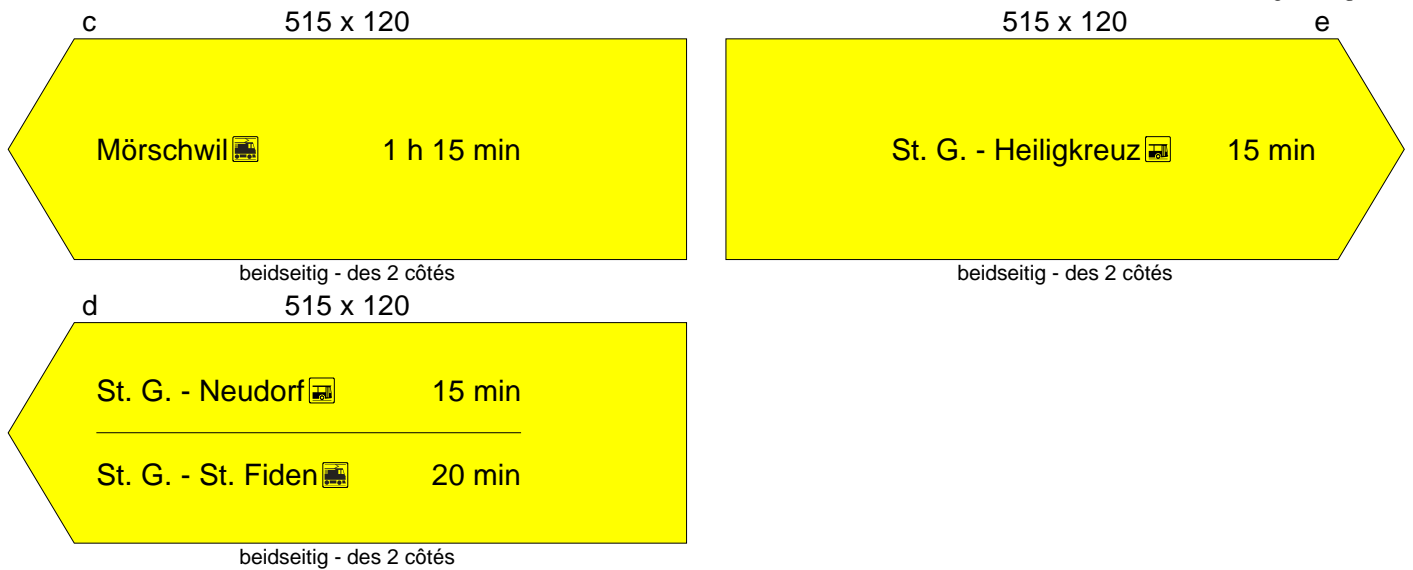 c 515 x 120
Mörschwil 1 h 15 min
beidseitig - des 2 côtés
515 x 120 e
St. G. - Heiligkreuz 15 min
beidseitig - des 2 côtés
d 515 x 120
St. G. - Neudorf 15 min
St. G. - St. Fiden 20 min
beidseitig - des 2 côtés